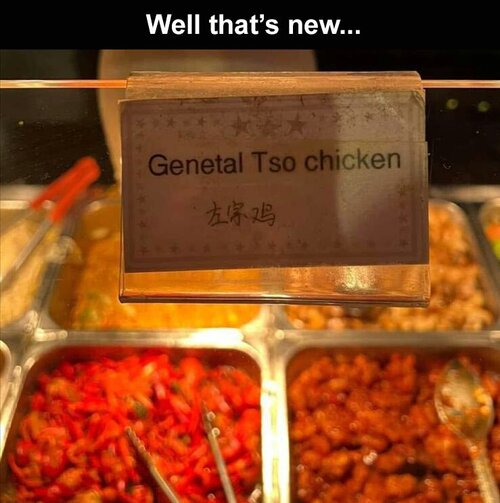 Well that's new...
Genetal Tso chicken
左宗鸡